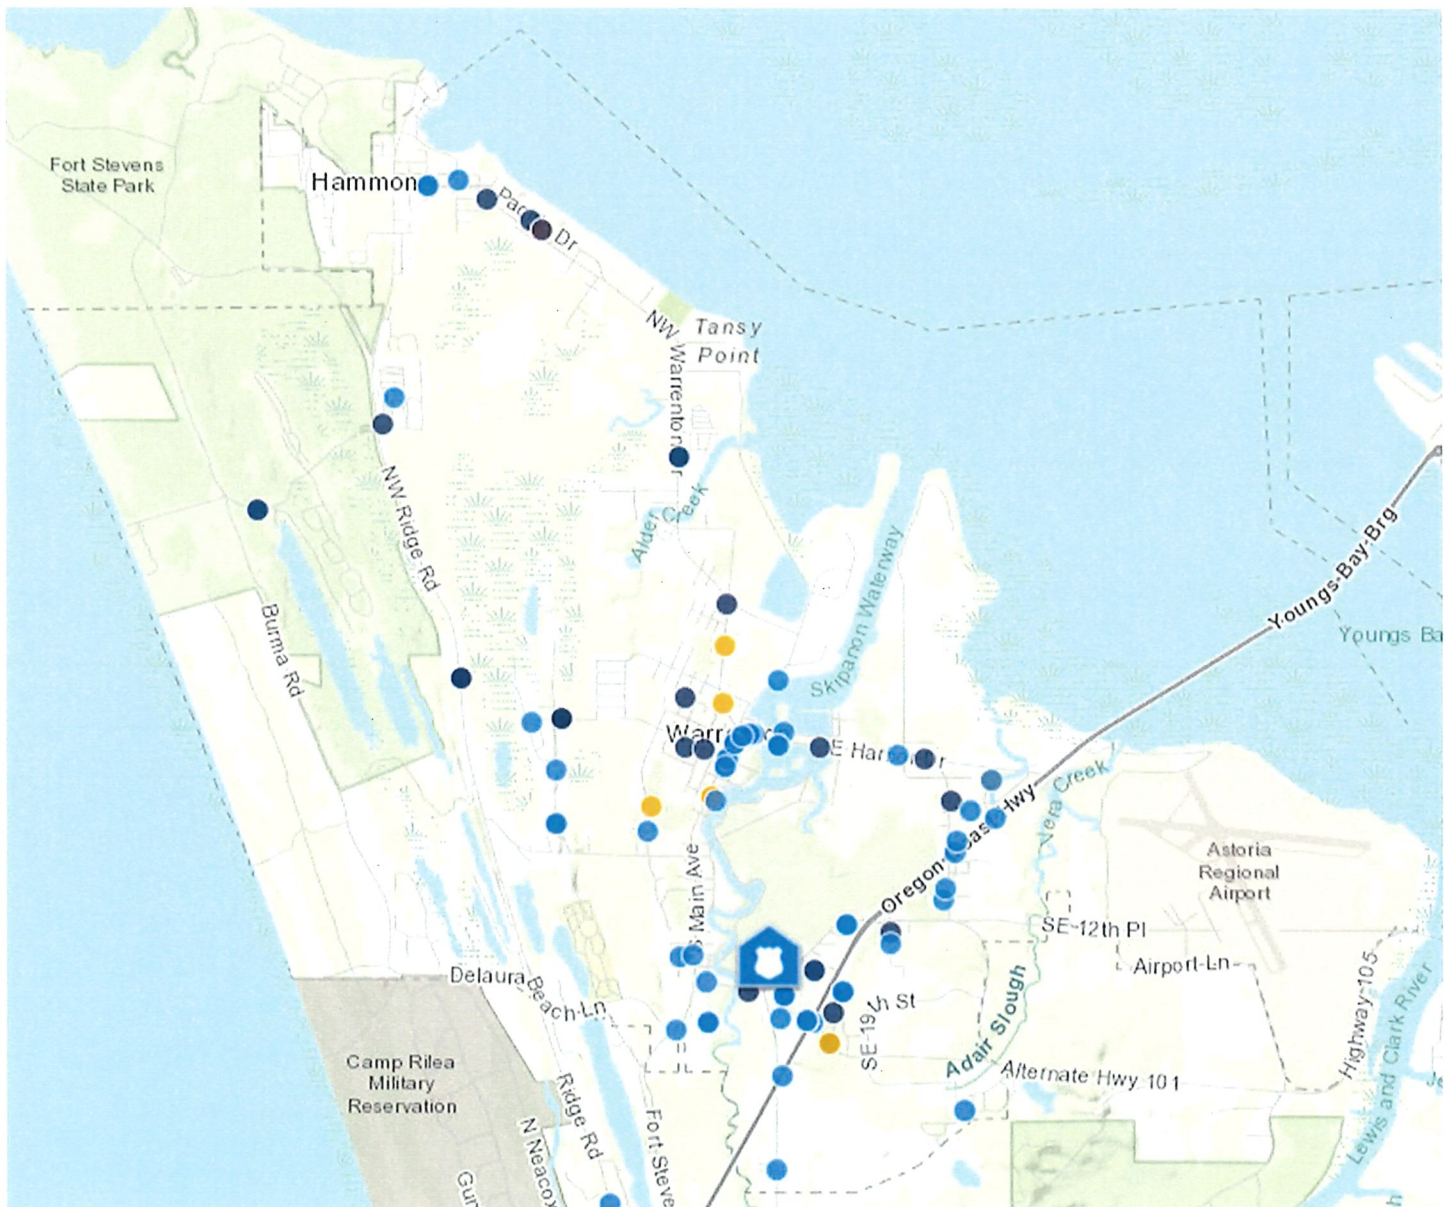 Fort Stevens
State Park
Hammon
Dr
NW Warrenton
Tansy
Point
Alder Creek
NW Ridge Rd
Skipanon Waterway
Youngs-Bay-Brg
Youngs Ba
Burma Rd
Warre
E Har
Vera Creek
Oregon
Hwy
Astoria
Regional
Airport
S Main Ave
SE-12th Pl
Airport-Ln
Highway-105
Delaura Beach-Ln
SE-19
h St
Adair Slough
Lewis and Clark River
Camp Rilea
Military
Reservation
Alternate Hwy 101
Je
Ridge Rd
N Neacox
Fort Steve
Gur
h